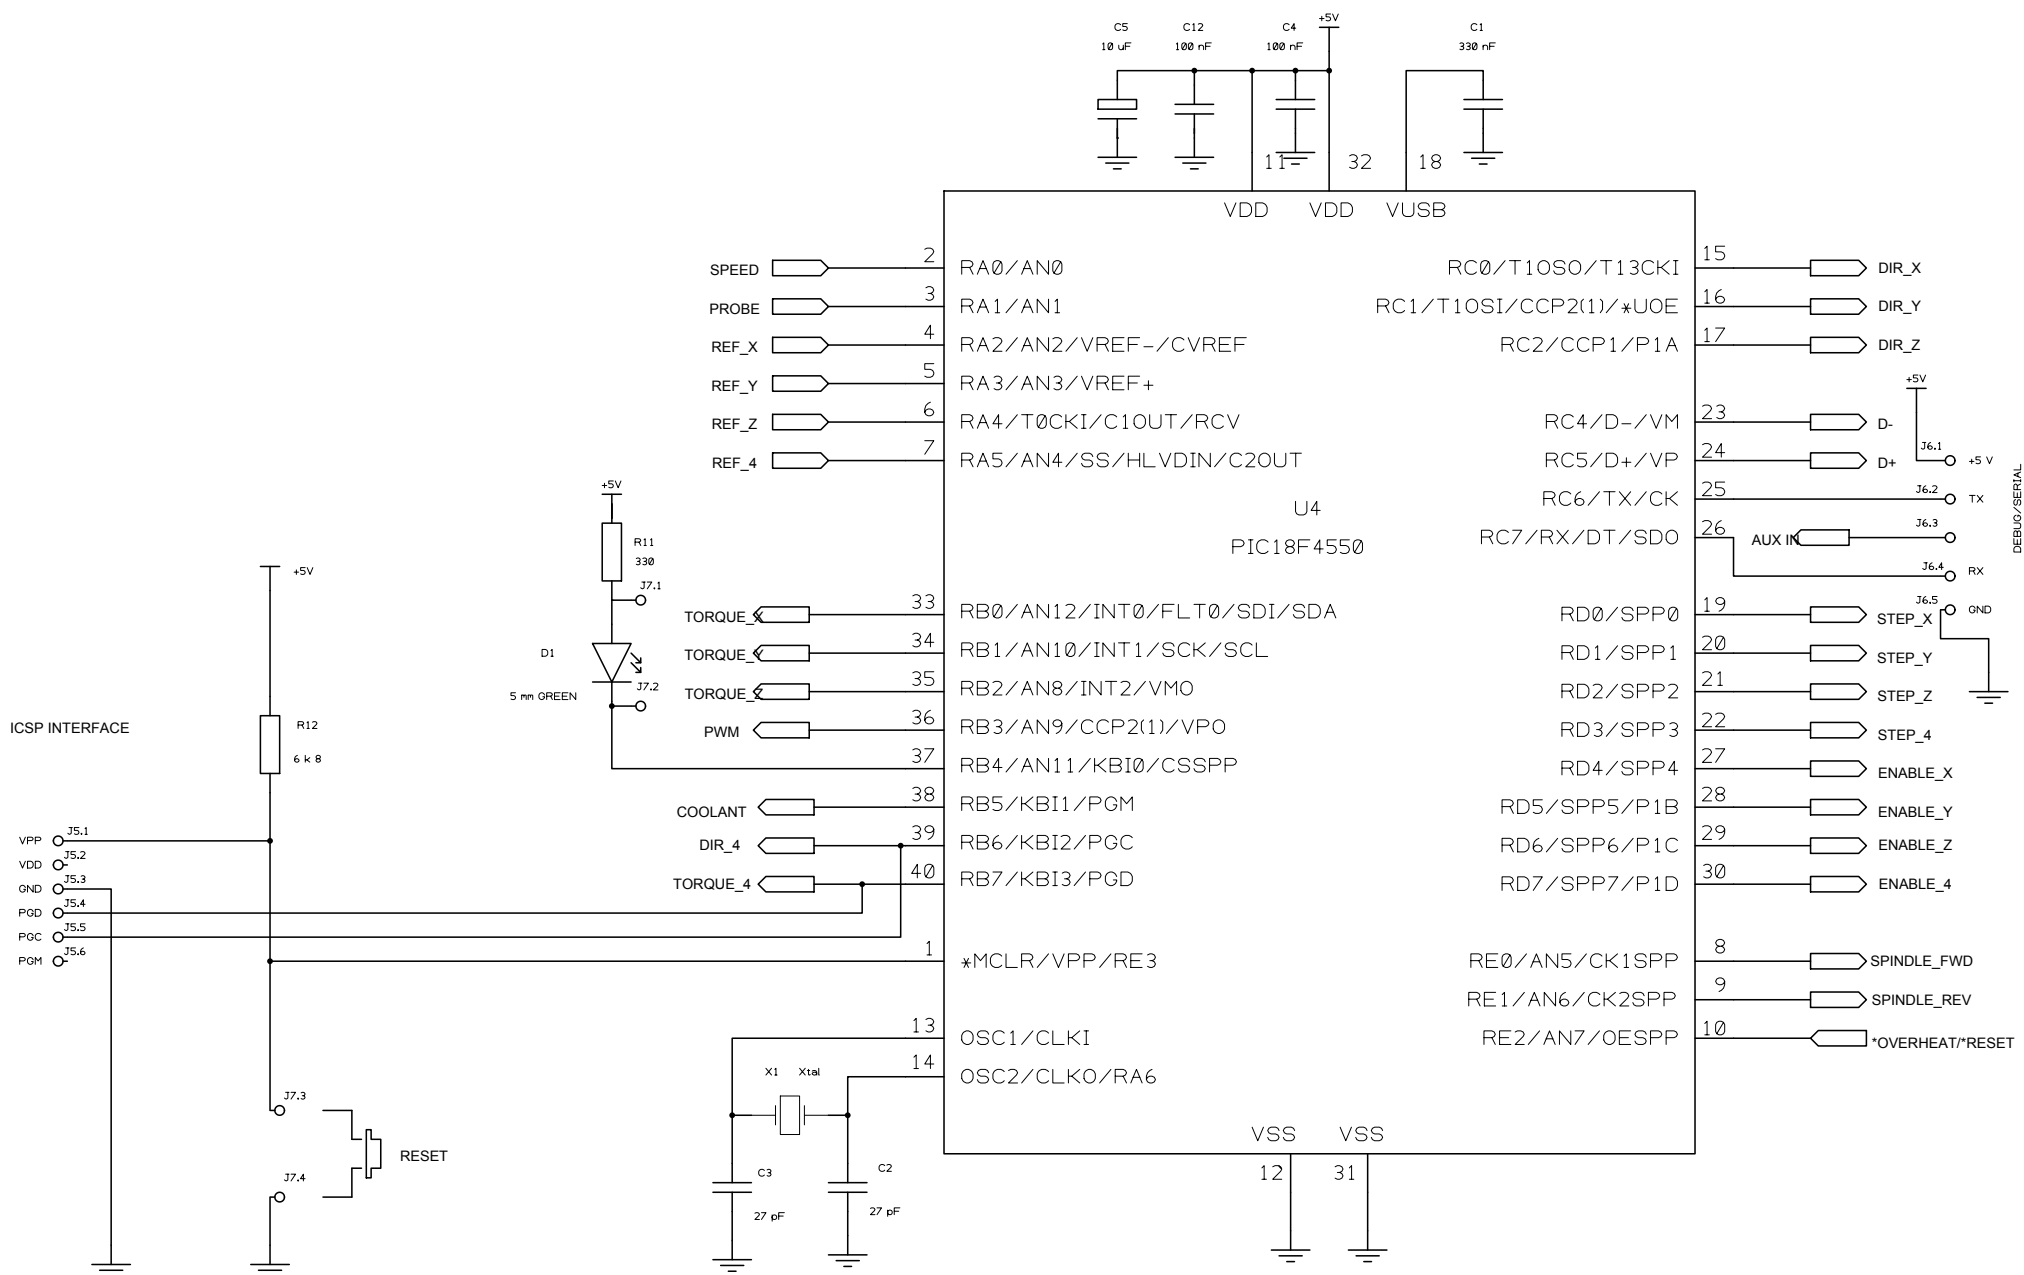 +5V
C5
C12
C4
C1
10 uF
100 nF
100 nF
330 nF
11
32
18
VDD
VDD
VUSB
SPEED
2
RA0/AN0
RC0/T1OSO/T13CKI
15
DIR_X
PROBE
3
RA1/AN1
RC1/T1OSI/CCP2(1)/*UOE
16
DIR_Y
REF_X
4
RA2/AN2/VREF-/CVREF
RC2/CCP1/P1A
17
DIR_Z
REF_Y
5
RA3/AN3/VREF+
+5V
REF_Z
6
RA4/T0CKI/C1OUT/RCV
RC4/D-/VM
23
D-
REF_4
7
RA5/AN4/SS/HLVDIN/C2OUT
RC5/D+/VP
24
D+
J6.1
+5 V
+5V
U4
RC6/TX/CK
25
J6.2
TX
R11
330
PIC18F4550
RC7/RX/DT/SDO
26
AUX IN
J6.3
DEBUG/SERIAL
+5V
J7.1
J6.4
RX
TORQUE_X
33
RB0/AN12/INT0/FLT0/SDI/SDA
RD0/SPP0
19
STEP_X
J6.5
GND
D1
TORQUE_Y
34
RB1/AN10/INT1/SCK/SCL
RD1/SPP1
20
STEP_Y
5 mm GREEN
J7.2
TORQUE_Z
35
RB2/AN8/INT2/VMO
RD2/SPP2
21
STEP_Z
ICSP INTERFACE
R12
6 k 8
PWM
36
RB3/AN9/CCP2(1)/VPO
RD3/SPP3
22
STEP_4
37
RB4/AN11/KBI0/CSSPP
RD4/SPP4
27
ENABLE_X
COOLANT
38
RB5/KBI1/PGM
RD5/SPP5/P1B
28
ENABLE_Y
VPP
J5.1
DIR_4
39
RB6/KBI2/PGC
RD6/SPP6/P1C
29
ENABLE_Z
VDD
J5.2
GND
J5.3
TORQUE_4
40
RB7/KBI3/PGD
RD7/SPP7/P1D
30
ENABLE_4
PGD
J5.4
PGC
J5.5
PGM
J5.6
1
*MCLR/VPP/RE3
RE0/AN5/CK1SPP
8
SPINDLE_FWD
RE1/AN6/CK2SPP
9
SPINDLE_REV
13
OSC1/CLKI
RE2/AN7/OESPP
10
*OVERHEAT/*RESET
14
OSC2/CLKO/RA6
X1
Xtal
J7.3
RESET
J7.4
VSS
VSS
12
31
C3
27 pF
C2
27 pF